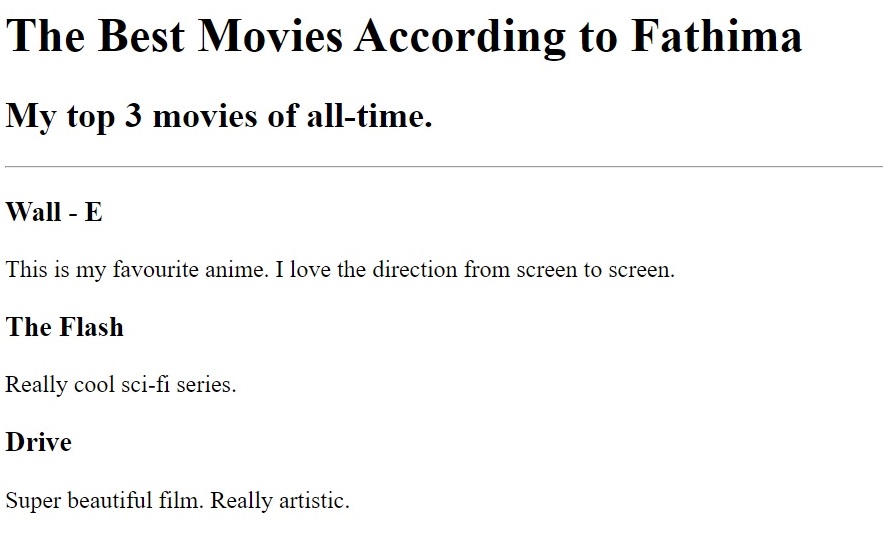 The Best Movies According to Fathima
My top 3 movies of all-time.
Wall - E
This is my favourite anime. I love the direction from screen to screen.
The Flash
Really cool sci-fi series.
Drive
Super beautiful film. Really artistic.